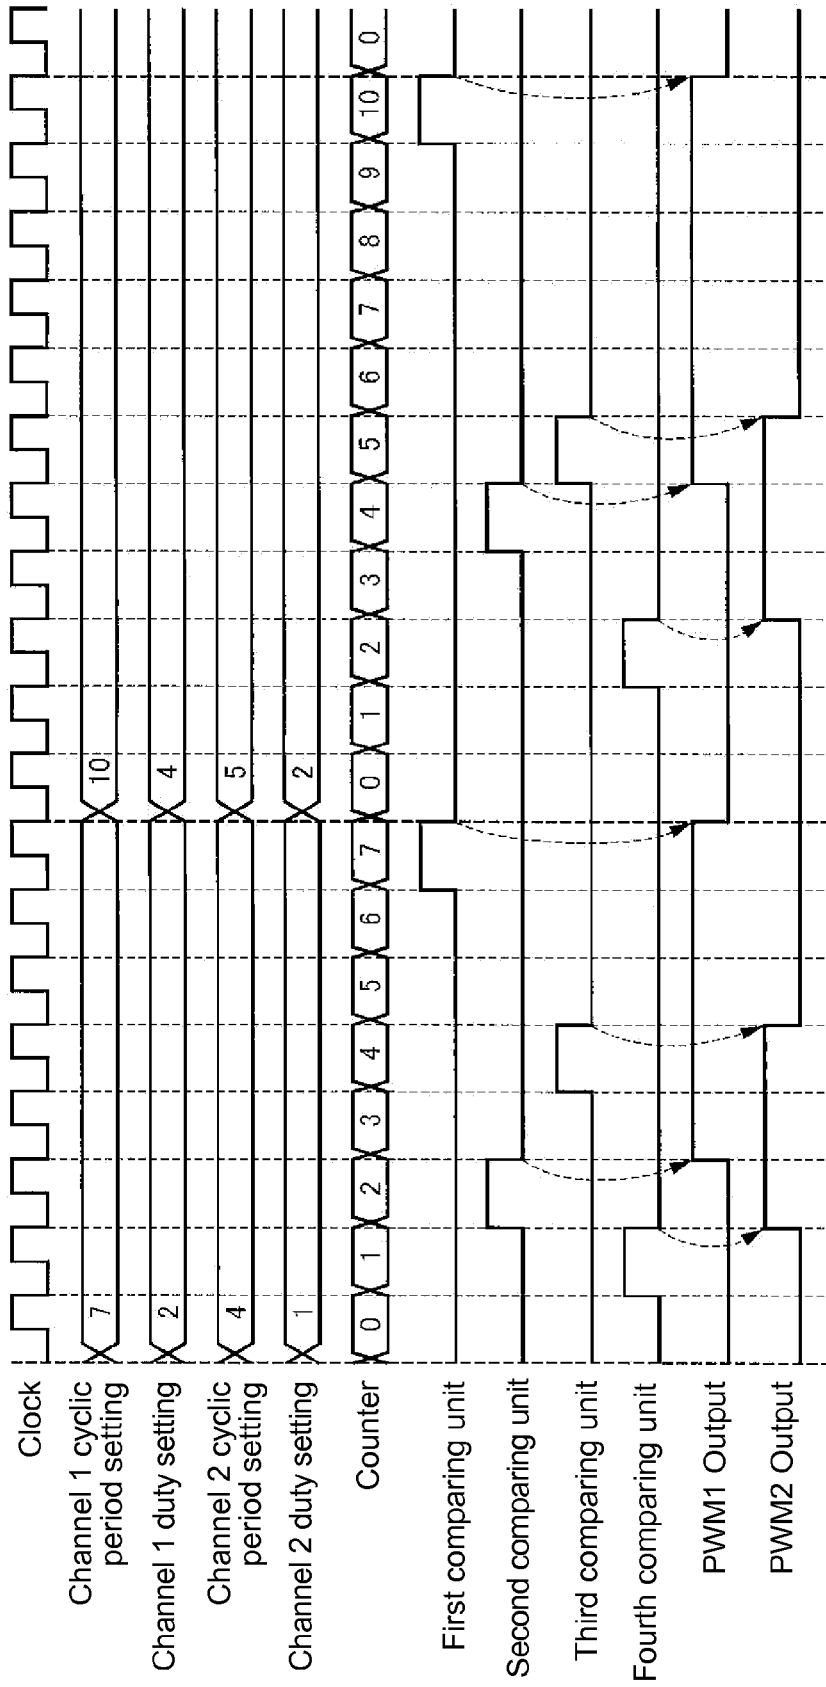 Clock
Channel 1 cyclic
period setting
7 10
Channel 1 duty setting
2 4
Channel 2 cyclic
period setting
4 5
Channel 2 duty setting
1 2
Counter
0 1 2 3 4 5 6 7 0 1 2 3 4 5 6 7 8 9 10 0
First comparing unit
Second comparing unit
Third comparing unit
Fourth comparing unit
PWM1 Output
PWM2 Output